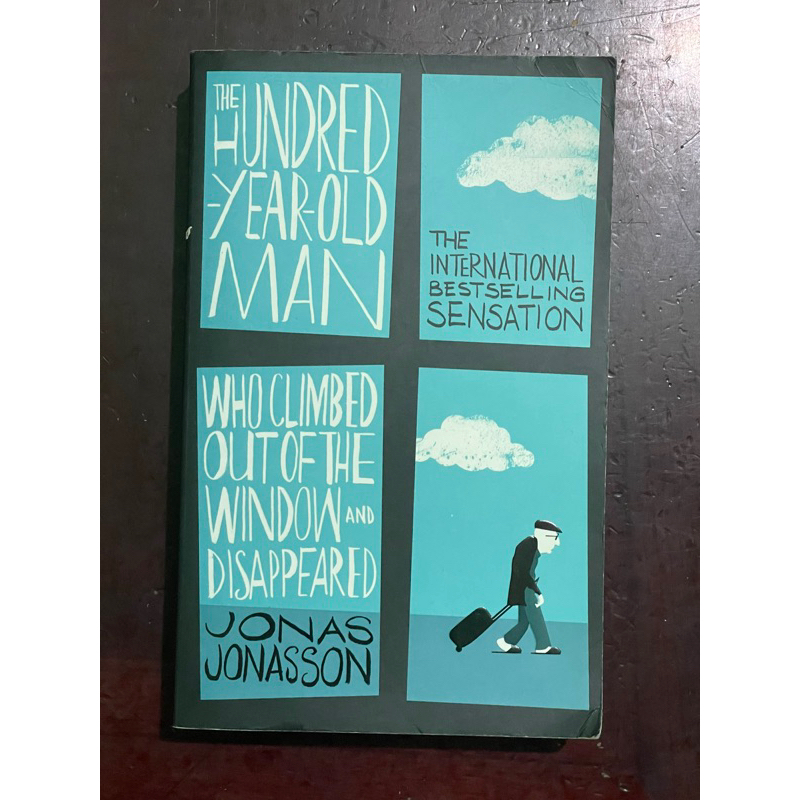 THE
HUNDRED
-YEAR-OLD
MAN
THE
INTERNATIONAL
BESTSELLING
SENSATION
WHO CLIMBED
OUT OF THE
WINDOW AND
DISAPPEARED
JONAS
JONASSON